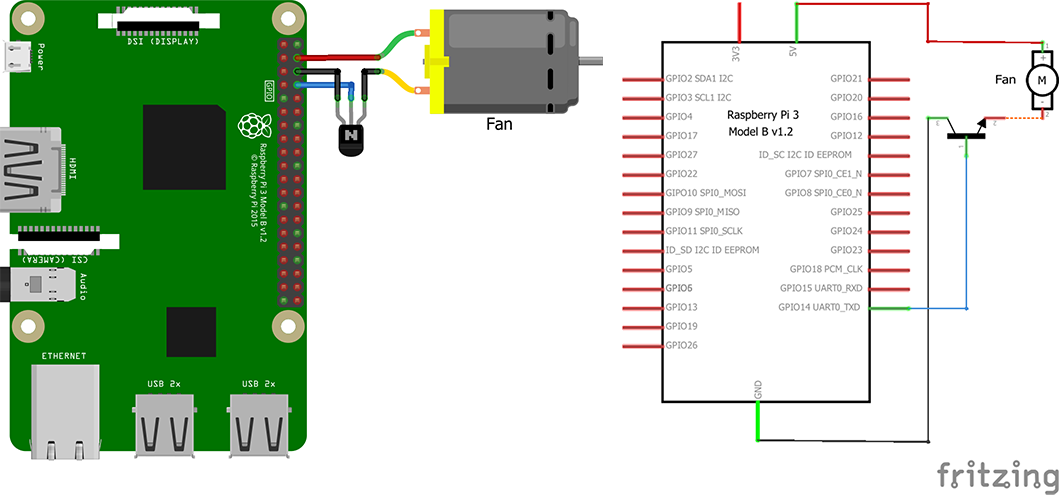 DSI (DISPLAY)
Power
GPIO
HDMI
Raspberry Pi 3 Model B v1.2
© Raspberry Pi 2015
CSI (CAMERA)
Audio
ETHERNET
USB 2x
USB 2x
N
Fan
3V3
5V
GPIO2 SDA1 I2C
GPIO3 SCL1 I2C
GPIO4
GPIO17
GPIO27
GPIO22
GIPO10 SPI0_MOSI
GPIO9 SPI0_MISO
GPIO11 SPI0_SCLK
ID_SD I2C ID EEPROM
GPIO5
GPIO6
GPIO13
GPIO19
GPIO26
Raspberry Pi 3
Model B v1.2
GPIO21
GPIO20
GPIO16
GPIO12
ID_SC I2C ID EEPROM
GPIO7 SPI0_CE1_N
GPIO8 SPI0_CE0_N
GPIO25
GPIO24
GPIO23
GPIO18 PCM_CLK
GPIO15 UART0_RXD
GPIO14 UART0_TXD
GND
Fan
1
+
M
-
2
2
1
fritzing